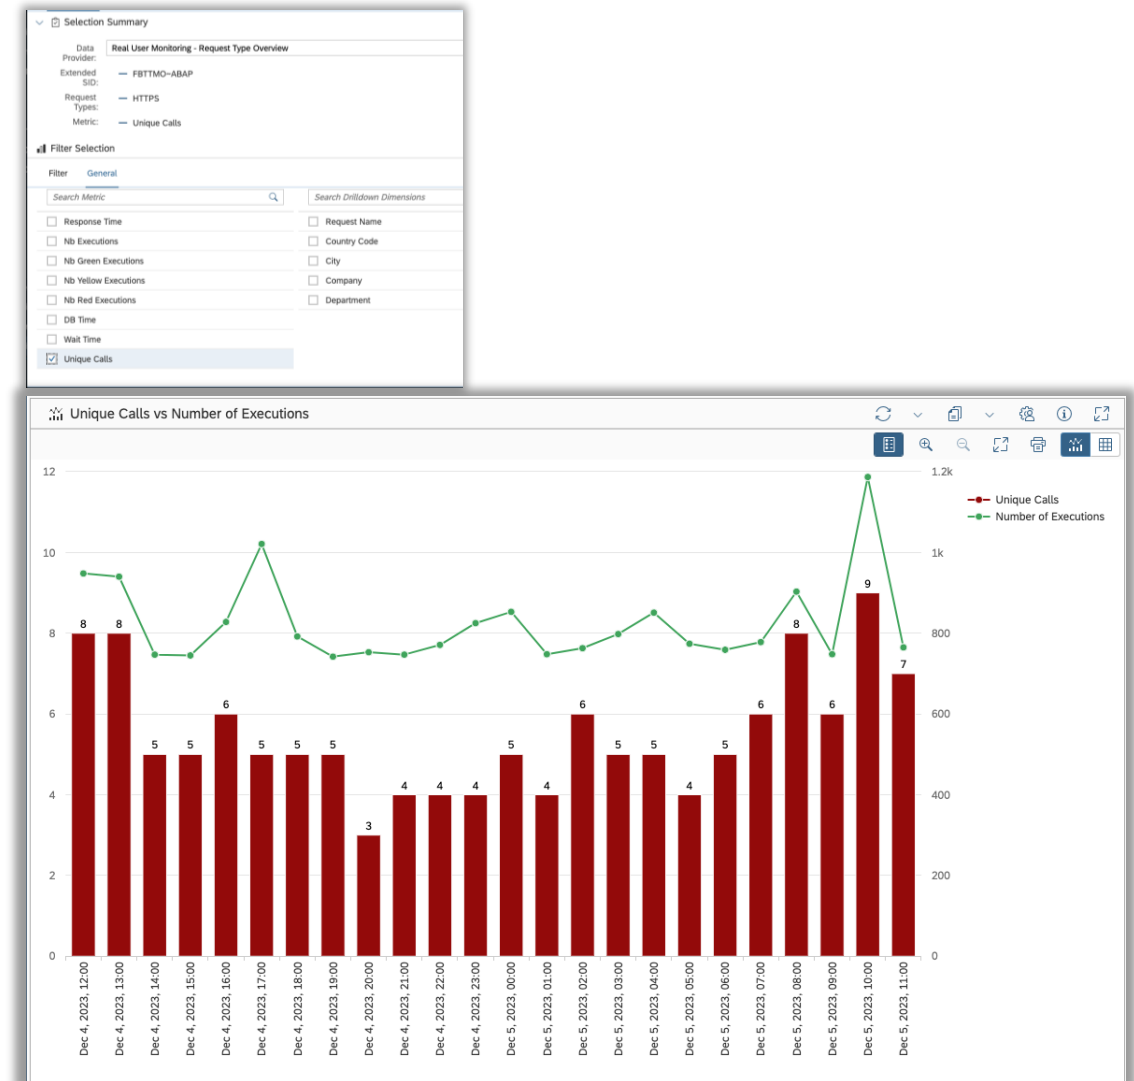 Selection Summary
Data Provider: Real User Monitoring - Request Type Overview
Extended SID: FBTTMO~ABAP
Request Types: HTTPS
Metric: Unique Calls
Filter Selection
Filter General
Search Metric Search Drilldown Dimensions
Response Time Request Name
Nb Executions Country Code
Nb Green Executions City
Nb Yellow Executions Company
Nb Red Executions Department
DB Time
Wait Time
Unique Calls
Unique Calls vs Number of Executions
12 1.2k
Unique Calls
Number of Executions
10 1k
9
8 800
8 8 8
7
6 600
6 6 6 6
5 5 5 5 5 5 5 5 5
4 400
4 4 4 4 4
3
2 200
0 0
Dec 4, 2023, 12:00
Dec 4, 2023, 13:00
Dec 4, 2023, 14:00
Dec 4, 2023, 15:00
Dec 4, 2023, 16:00
Dec 4, 2023, 17:00
Dec 4, 2023, 18:00
Dec 4, 2023, 19:00
Dec 4, 2023, 20:00
Dec 4, 2023, 21:00
Dec 4, 2023, 22:00
Dec 4, 2023, 23:00
Dec 5, 2023, 00:00
Dec 5, 2023, 01:00
Dec 5, 2023, 02:00
Dec 5, 2023, 03:00
Dec 5, 2023, 04:00
Dec 5, 2023, 05:00
Dec 5, 2023, 06:00
Dec 5, 2023, 07:00
Dec 5, 2023, 08:00
Dec 5, 2023, 09:00
Dec 5, 2023, 10:00
Dec 5, 2023, 11:00